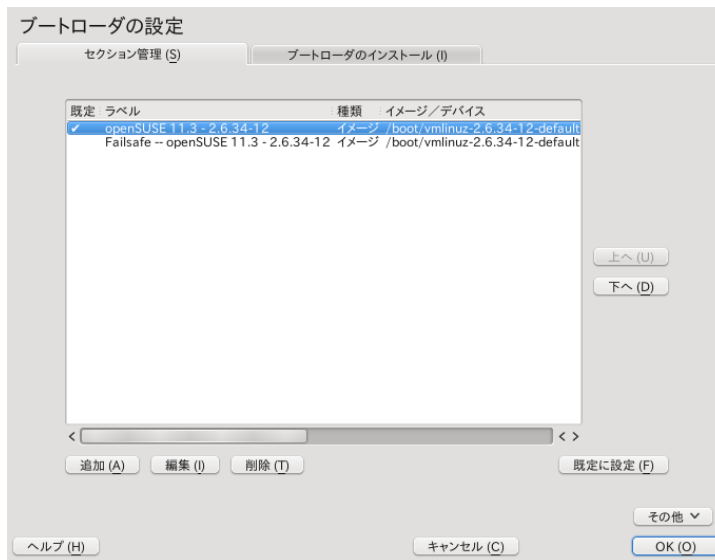 ブートローダの設定
セクション管理 (S) ブートローダのインストール (I)
既定 ラベル 種類 イメージ／デバイス
✔ openSUSE 11.3 - 2.6.34-12 イメージ /boot/vmlinuz-2.6.34-12-default
Failsafe -- openSUSE 11.3 - 2.6.34-12 イメージ /boot/vmlinuz-2.6.34-12-default
上へ (U)
下へ (D)
追加 (A) 編集 (I) 削除 (T) 既定に設定 (F)
その他
ヘルプ (H) キャンセル (C) OK (O)